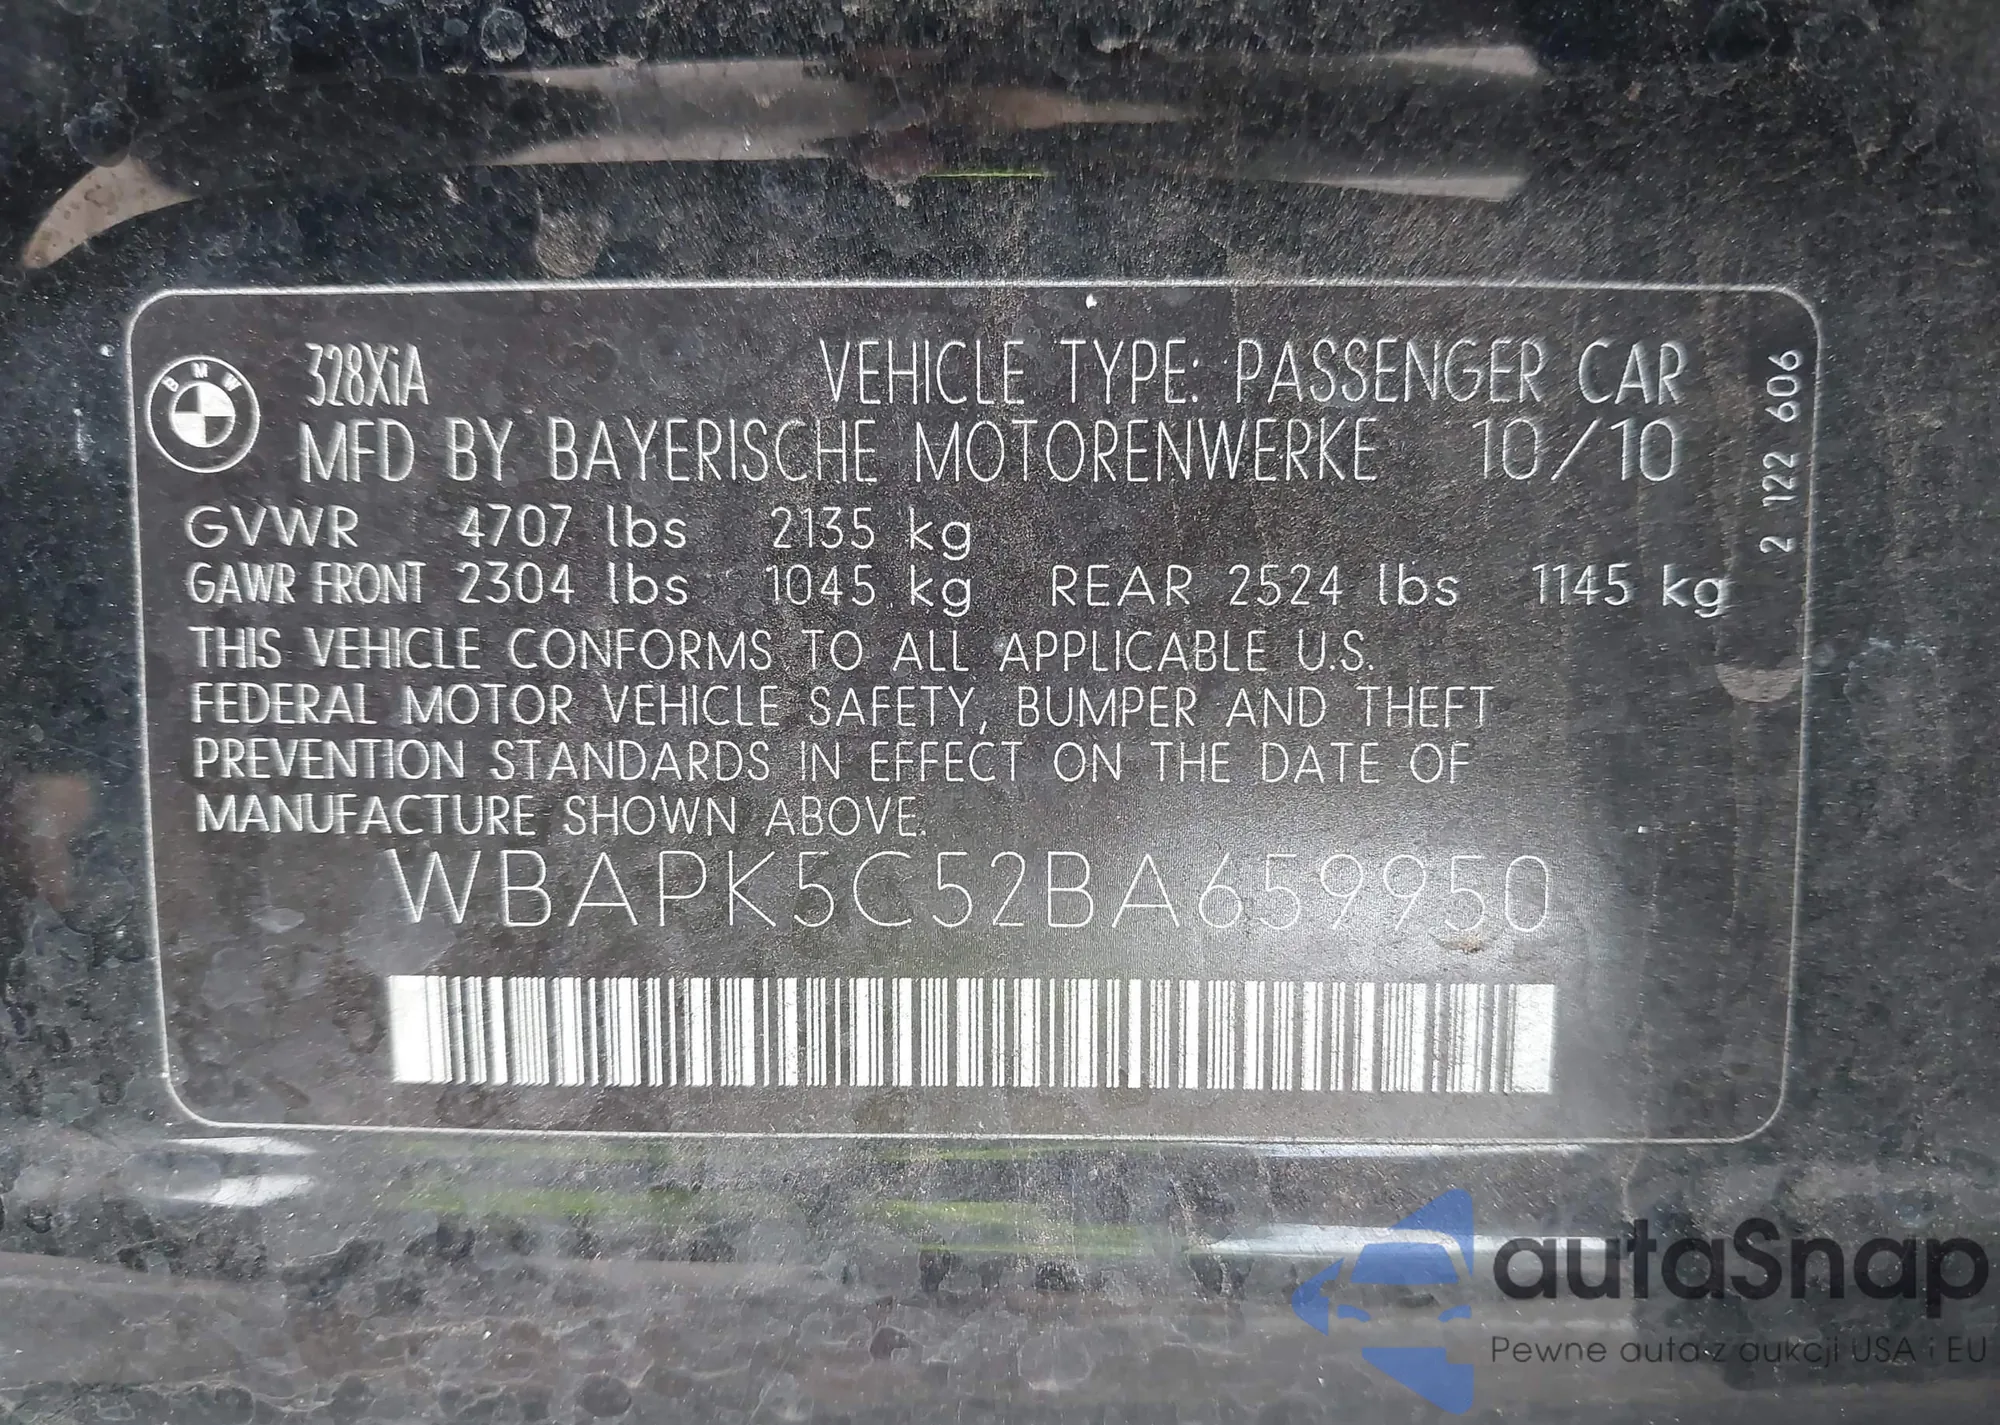 BMW
328XiA VEHICLE TYPE: PASSENGER CAR
MFD BY BAYERISCHE MOTORENWERKE 10/10
GVWR 4707 lbs 2135 kg
GAWR FRONT 2304 lbs 1045 kg REAR 2524 lbs 1145 kg
THIS VEHICLE CONFORMS TO ALL APPLICABLE U.S.
FEDERAL MOTOR VEHICLE SAFETY, BUMPER AND THEFT
PREVENTION STANDARDS IN EFFECT ON THE DATE OF
MANUFACTURE SHOWN ABOVE.
WBAPK5C52BA659950
2 122 606
autaSnap
Pewne auta z aukcji USA i EU